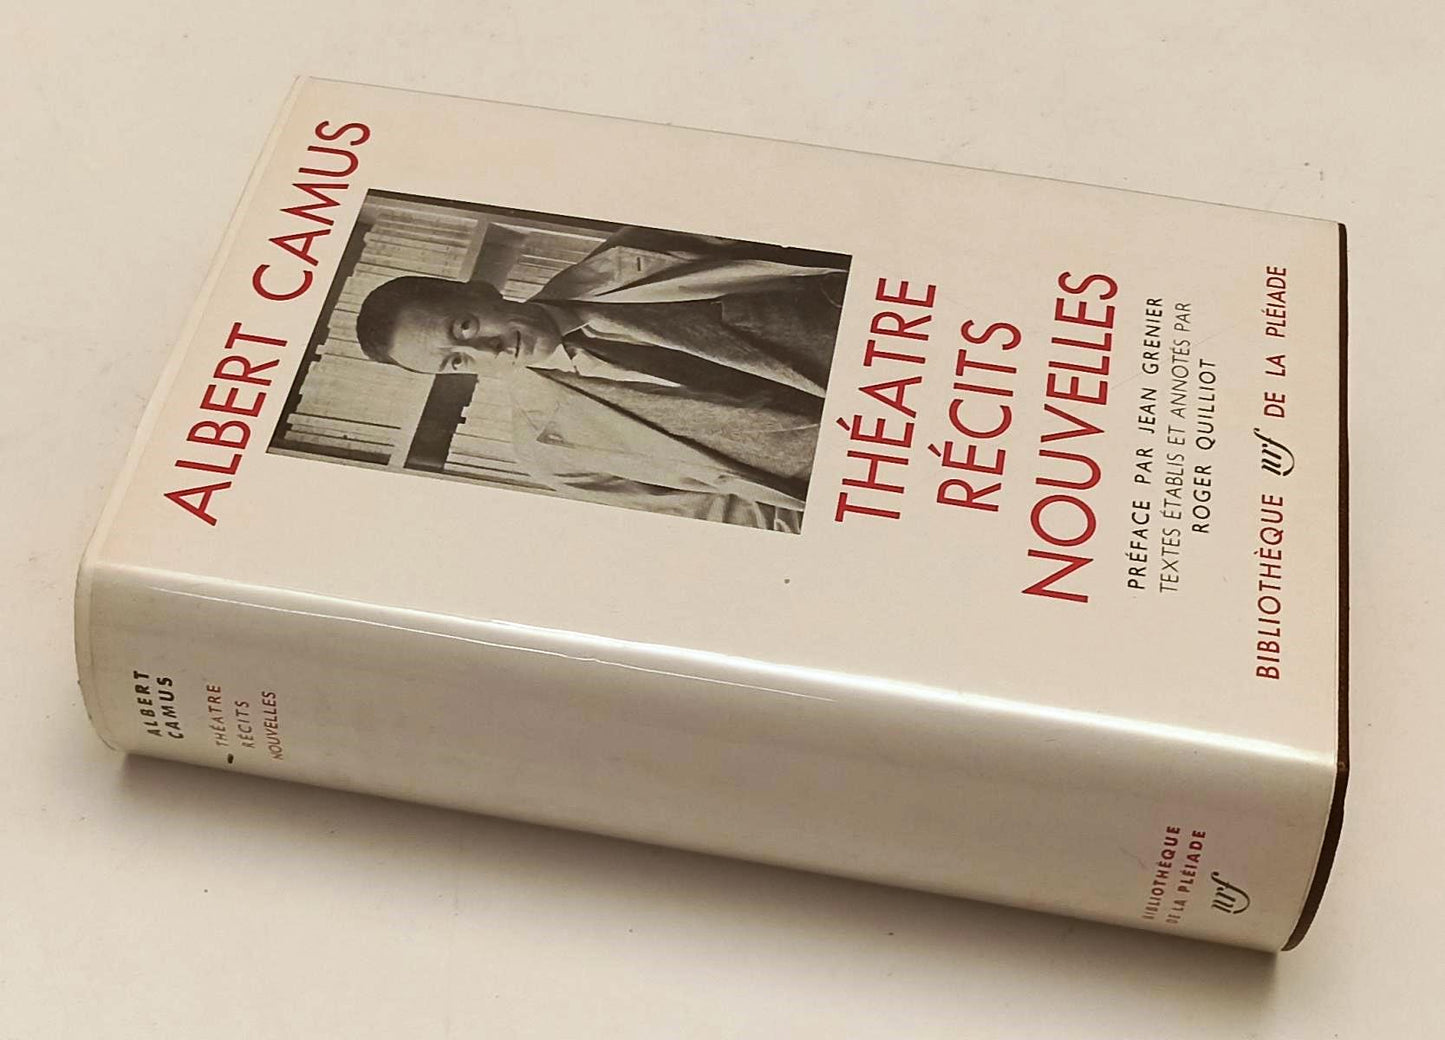 ALBERT CAMUS
THÉATRE
RÉCITS
NOUVELLES
PRÉFACE PAR JEAN GRENIER
TEXTES ÉTABLIS ET ANNOTÉS PAR
ROGER QUILLIOT
BIBLIOTHÈQUE nrf DE LA PLÉIADE
ALBERT
CAMUS
THÉATRE
RÉCITS
NOUVELLES
BIBLIOTHÈQUE
DE LA PLÉIADE
nrf